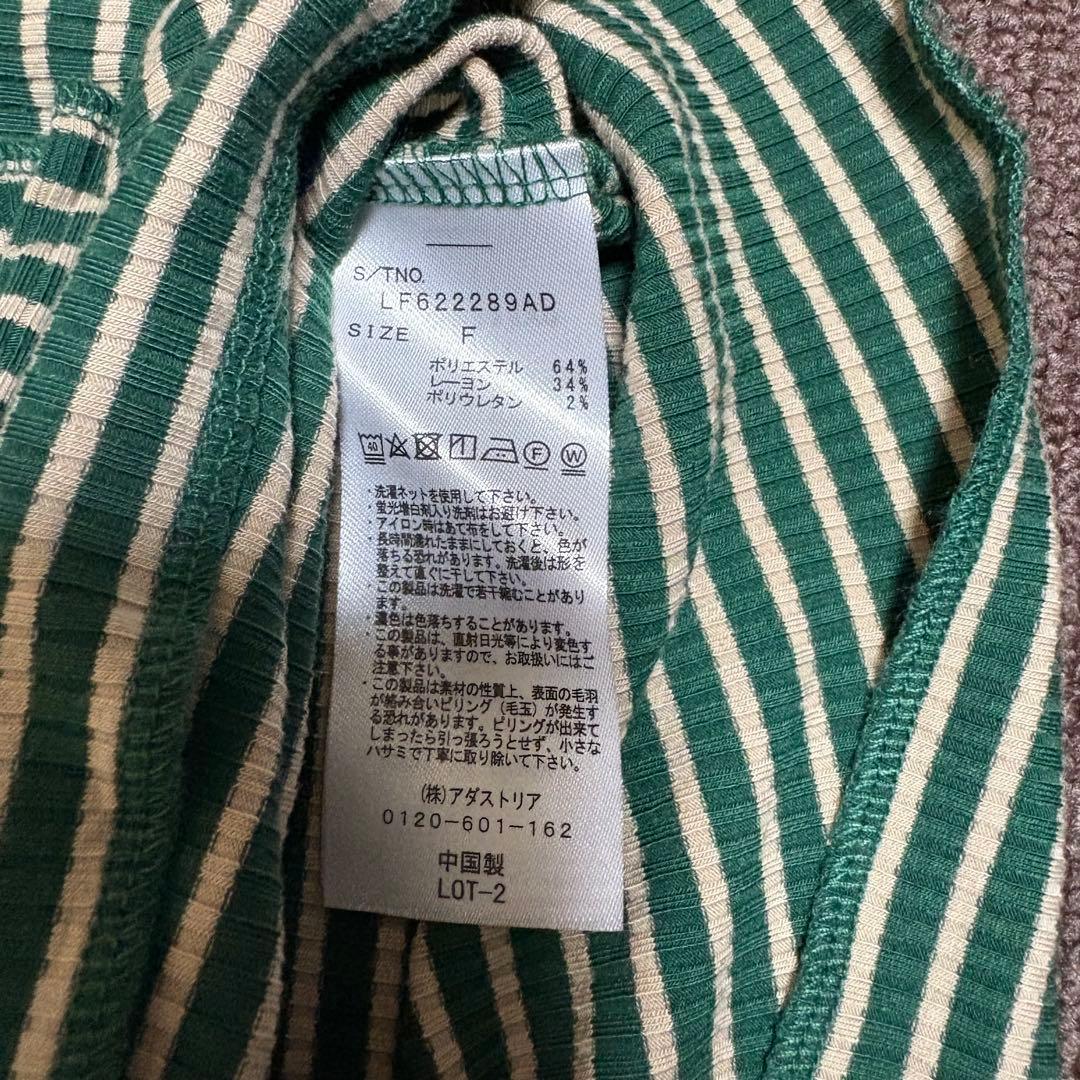 S/TNO.
LF622289AD
SIZE F
ポリエステル 64%
レーヨン 34%
ポリウレタン 2%
40 F W
・洗濯ネットを使用して下さい。
・蛍光増白剤入り洗剤はお避け下さい。
・アイロン時はあて布をして下さい。
・長時間濡れたままにしておくと、色が
落ちる恐れがあります。洗濯後は形を
整えて直ぐに干して下さい。
・この製品は洗濯で若干縮むことがあり
ます。
・濃色は色落ちすることがあります。
・この製品は、直射日光等により変色す
る事がありますので、お取扱いにはご
注意下さい。
・この製品は素材の性質上、表面の毛羽
が絡み合いピリング(毛玉)が発生す
る恐れがあります。ピリングが出来て
しまったら引っ張ろうとせず、小さな
ハサミで丁寧に取り除いて下さい。
(株)アダストリア
0120-601-162
中国製
LOT-2